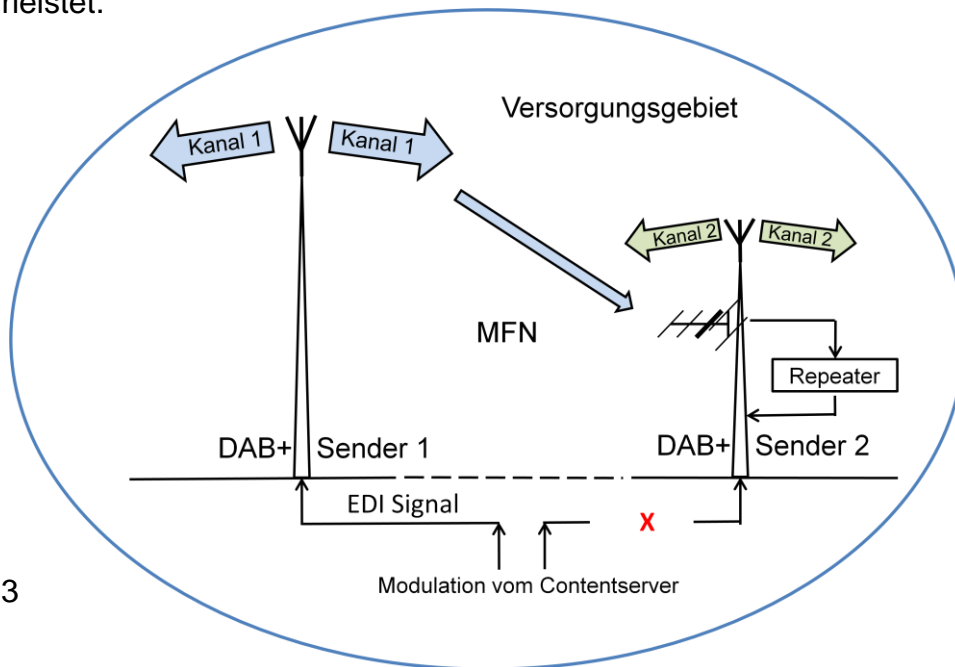 Versorgungsgebiet
Kanal 1
Kanal 1
Kanal 2
Kanal 2
MFN
Repeater
DAB+ Sender 1
DAB+ Sender 2
EDI Signal
X
Modulation vom Contentserver
3